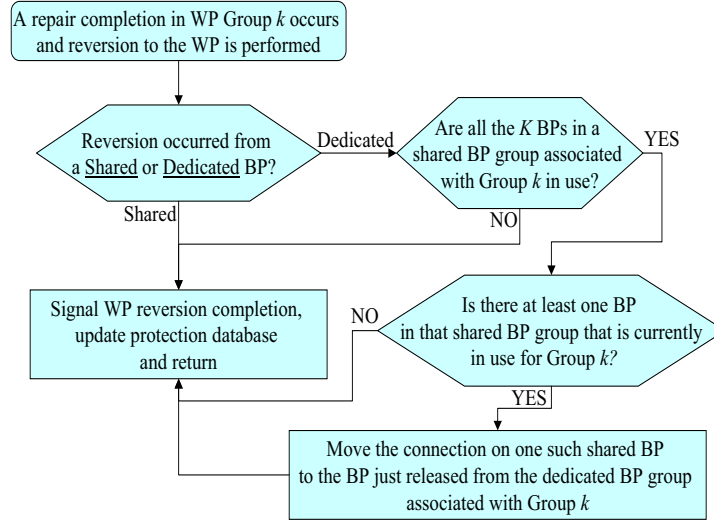 A repair completion in WP Group k occurs
and reversion to the WP is performed
Reversion occurred from
a Shared or Dedicated BP?
Dedicated
Are all the K BPs in a
shared BP group associated
with Group k in use?
YES
Shared
NO
Signal WP reversion completion,
update protection database
and return
NO
Is there at least one BP
in that shared BP group that is currently
in use for Group k?
YES
Move the connection on one such shared BP
to the BP just released from the dedicated BP group
associated with Group k